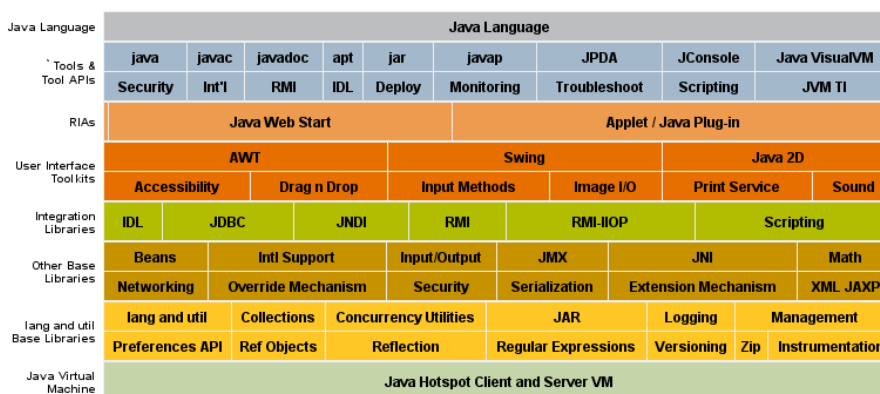 Java Language
Java Language
` Tools &
Tool APIs
java javac javadoc apt jar javap JPDA JConsole Java VisualVM
Security Int'l RMI IDL Deploy Monitoring Troubleshoot Scripting JVM TI
RIAs
Java Web Start Applet / Java Plug-in
User Interface
Toolkits
AWT Swing Java 2D
Accessibility Drag n Drop Input Methods Image I/O Print Service Sound
Integration
Libraries
IDL JDBC JNDI RMI RMI-IIOP Scripting
Other Base
Libraries
Beans Intl Support Input/Output JMX JNI Math
Networking Override Mechanism Security Serialization Extension Mechanism XML JAXP
lang and util
Base Libraries
lang and util Collections Concurrency Utilities JAR Logging Management
Preferences API Ref Objects Reflection Regular Expressions Versioning Zip Instrumentation
Java Virtual
Machine
Java Hotspot Client and Server VM